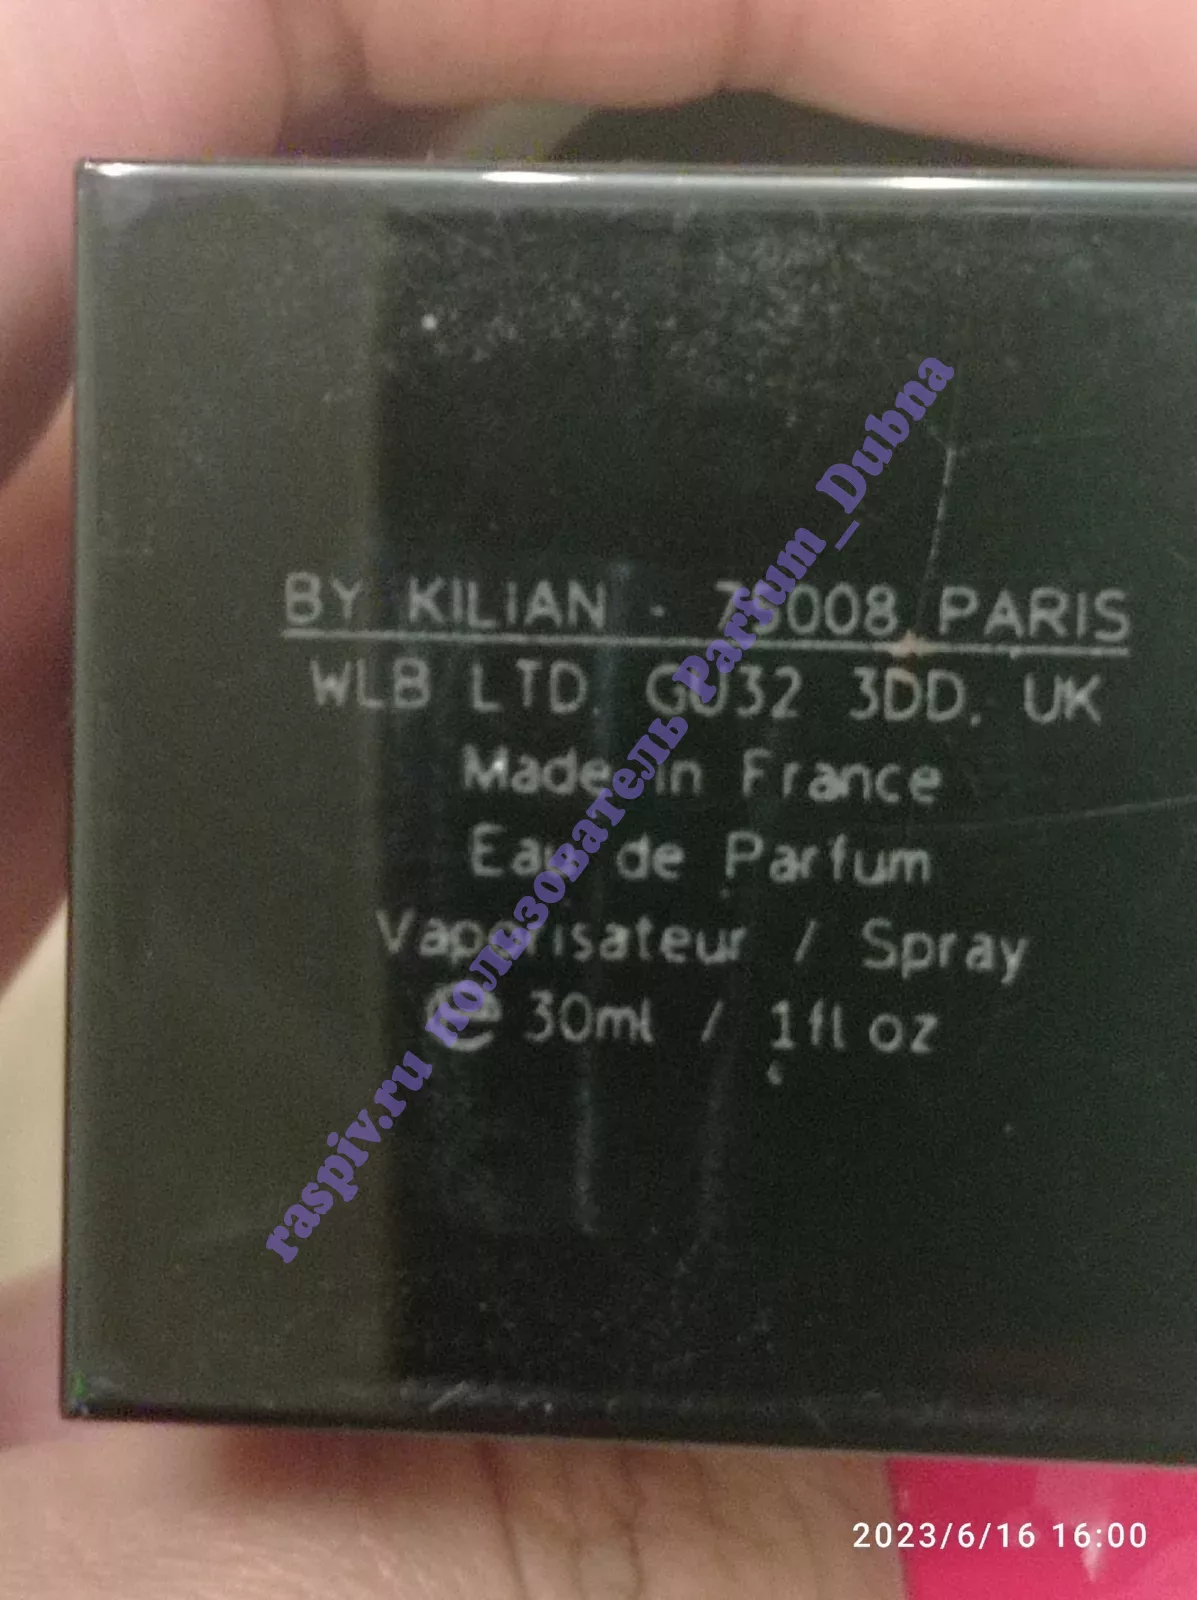 BY KILIAN - 75008 PARIS
WLB LTD, GU32 3DD, UK
Made in France
Eau de Parfum
Vaporisateur / Spray
℮ 30ml / 1fl oz
raspiv.ru пользователь Parfum_Dubna
2023/6/16 16:00